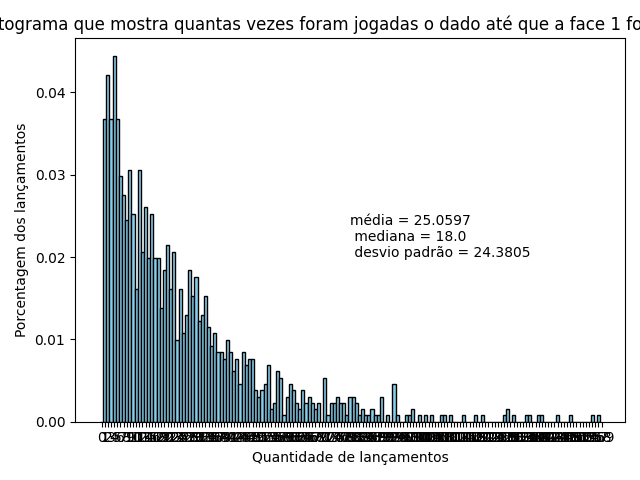 tograma que mostra quantas vezes foram jogadas o dado até que a face 1 fo
0.04
0.03
0.02
0.01
0.00
Porcentagem dos lançamentos
média = 25.0597
mediana = 18.0
desvio padrão = 24.3805
Quantidade de lançamentos